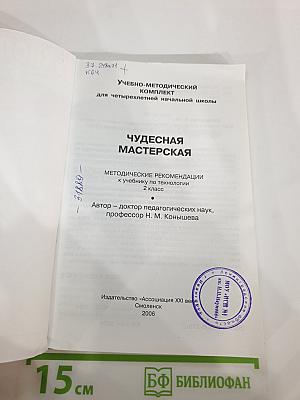 УЧЕБНО-МЕТОДИЧЕСКИЙ
КОМПЛЕКТ
для четырехлетней начальной школы
ЧУДЕСНАЯ
МАСТЕРСКАЯ
МЕТОДИЧЕСКИЕ РЕКОМЕНДАЦИИ
к учебнику по технологии
2 класс
•
Автор – доктор педагогических наук,
профессор Н. М. Конышева
Издательство «Ассоциация XXI век»
Смоленск
2006
15 см
БФ БИБЛИОФАН